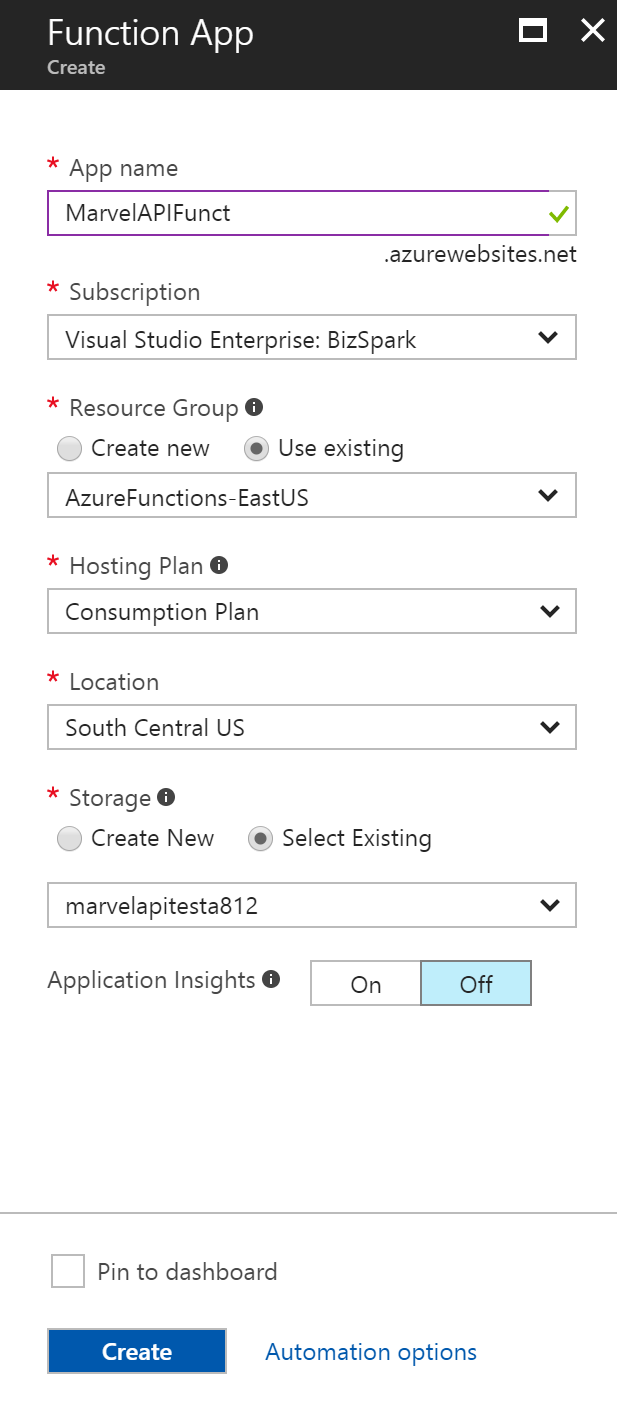 Function App
Create
* App name
MarvelAPIFunct
.azurewebsites.net
* Subscription
Visual Studio Enterprise: BizSpark
* Resource Group
Create new Use existing
AzureFunctions-EastUS
* Hosting Plan
Consumption Plan
* Location
South Central US
* Storage
Create New Select Existing
marvelapitesta812
Application Insights On Off
Pin to dashboard
Create Automation options